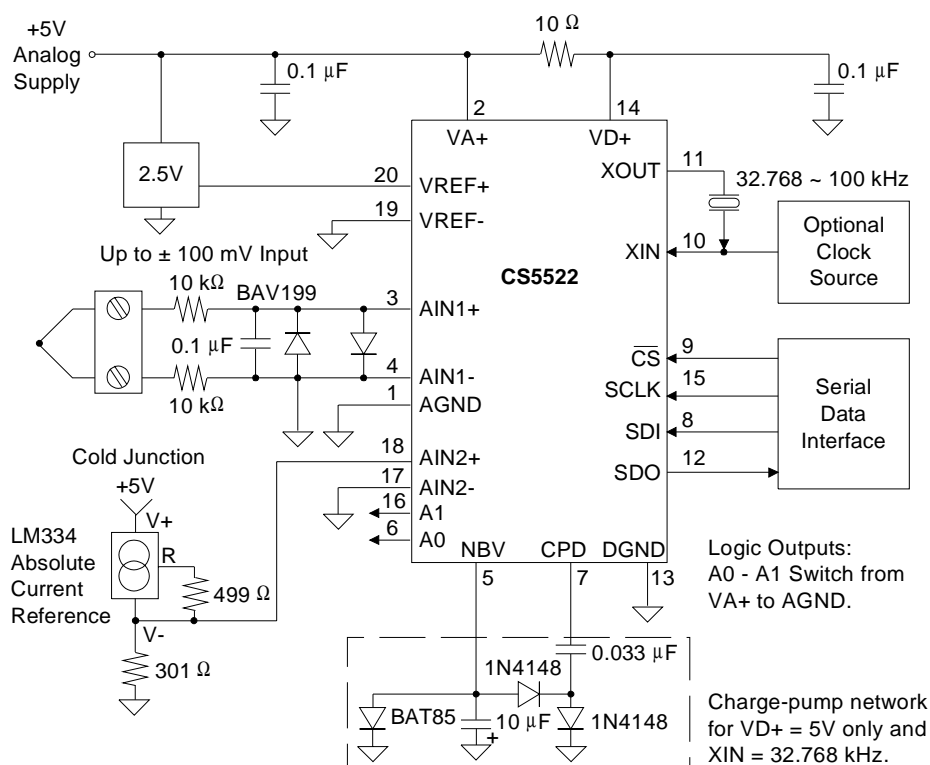 +5V
Analog
Supply
10 Ω
0.1 μF
0.1 μF
2
14
VA+
VD+
2.5V
20
VREF+
19
VREF-
XOUT
11
32.768 ~ 100 kHz
XIN
10
Optional
Clock
Source
CS5522
Up to ± 100 mV Input
10 kΩ
BAV199
3
AIN1+
0.1 μF
4
AIN1-
10 kΩ
1
AGND
CS
9
SCLK
15
SDI
8
SDO
12
Serial
Data
Interface
18
AIN2+
17
AIN2-
16
A1
6
A0
Cold Junction
+5V
V+
LM334
Absolute
Current
Reference
R
499 Ω
V-
301 Ω
NBV
CPD
DGND
5
7
13
Logic Outputs:
A0 - A1 Switch from
VA+ to AGND.
0.033 μF
1N4148
BAT85
10 μF
+
1N4148
Charge-pump network
for VD+ = 5V only and
XIN = 32.768 kHz.